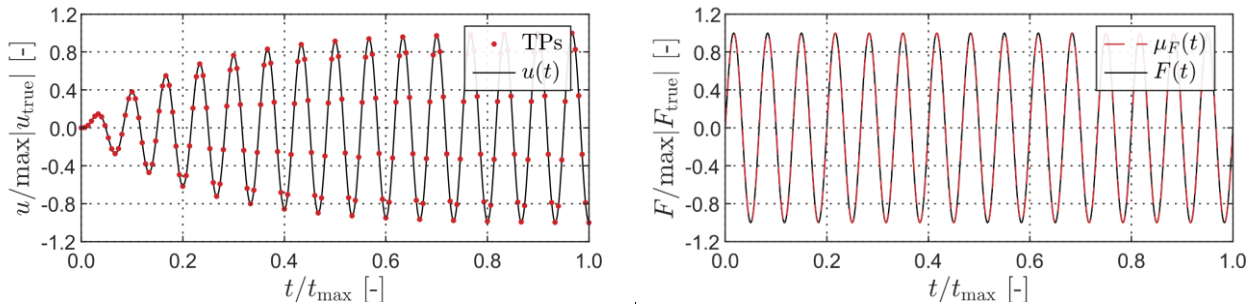 u/max|u_true| [-]
1.2
0.8
0.4
0.0
-0.4
-0.8
-1.2
TPs
u(t)
0.0 0.2 0.4 0.6 0.8 1.0
t/t_max [-]
F/max|F_true| [-]
1.2
0.8
0.4
0.0
-0.4
-0.8
-1.2
μ_F(t)
F(t)
0.0 0.2 0.4 0.6 0.8 1.0
t/t_max [-]